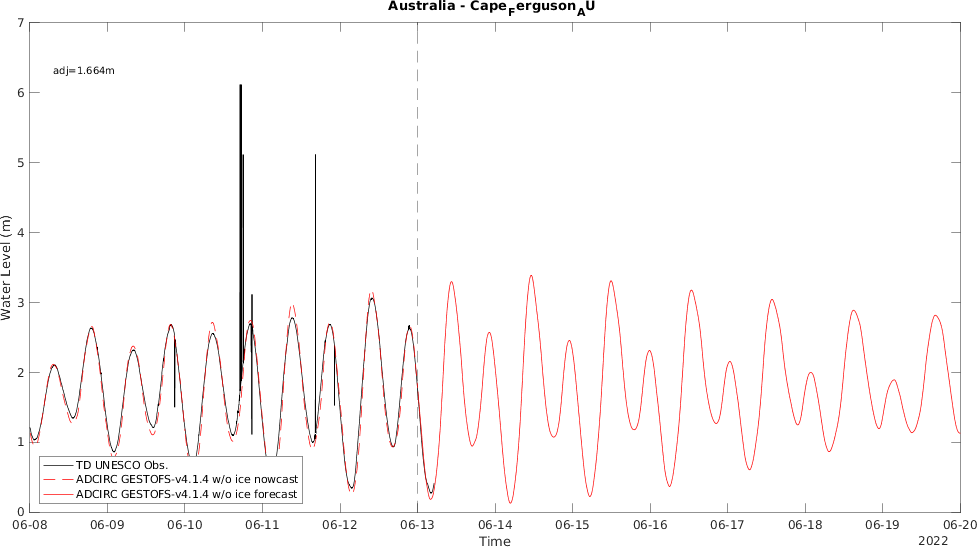 Australia - Cape_Ferguson_AU
7
adj=1.664m
6
5
4
3
2
1
0
Water Level (m)
TD UNESCO Obs.
ADCIRC GESTOFS-v4.1.4 w/o ice nowcast
ADCIRC GESTOFS-v4.1.4 w/o ice forecast
06-08 06-09 06-10 06-11 06-12 06-13 06-14 06-15 06-16 06-17 06-18 06-19 06-20
Time
2022